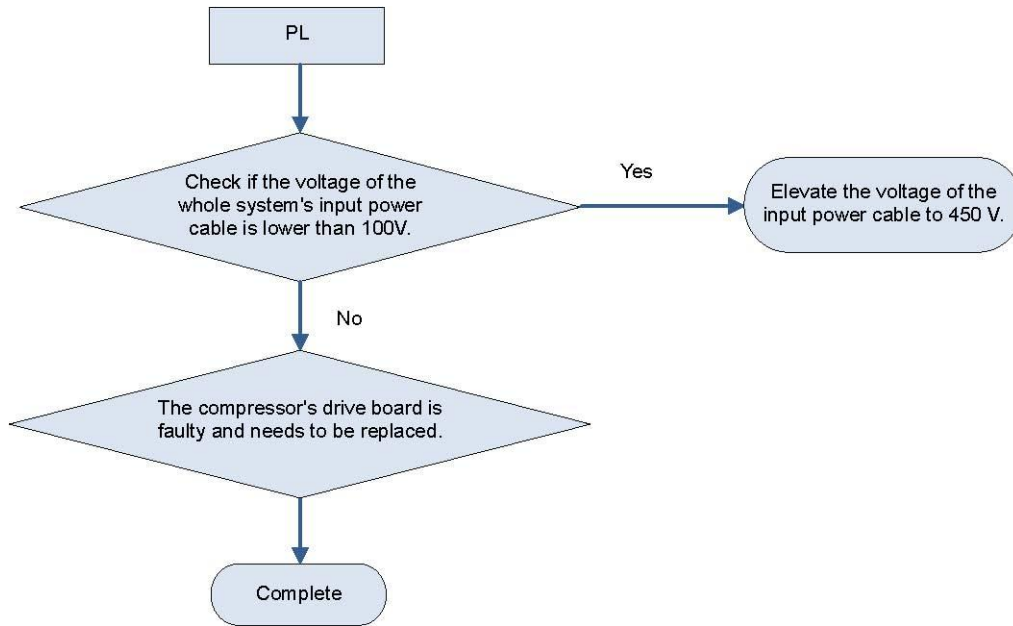 PL
Check if the voltage of the
whole system's input power
cable is lower than 100V.
Yes
Elevate the voltage of the
input power cable to 450 V.
No
The compressor's drive board is
faulty and needs to be replaced.
Complete